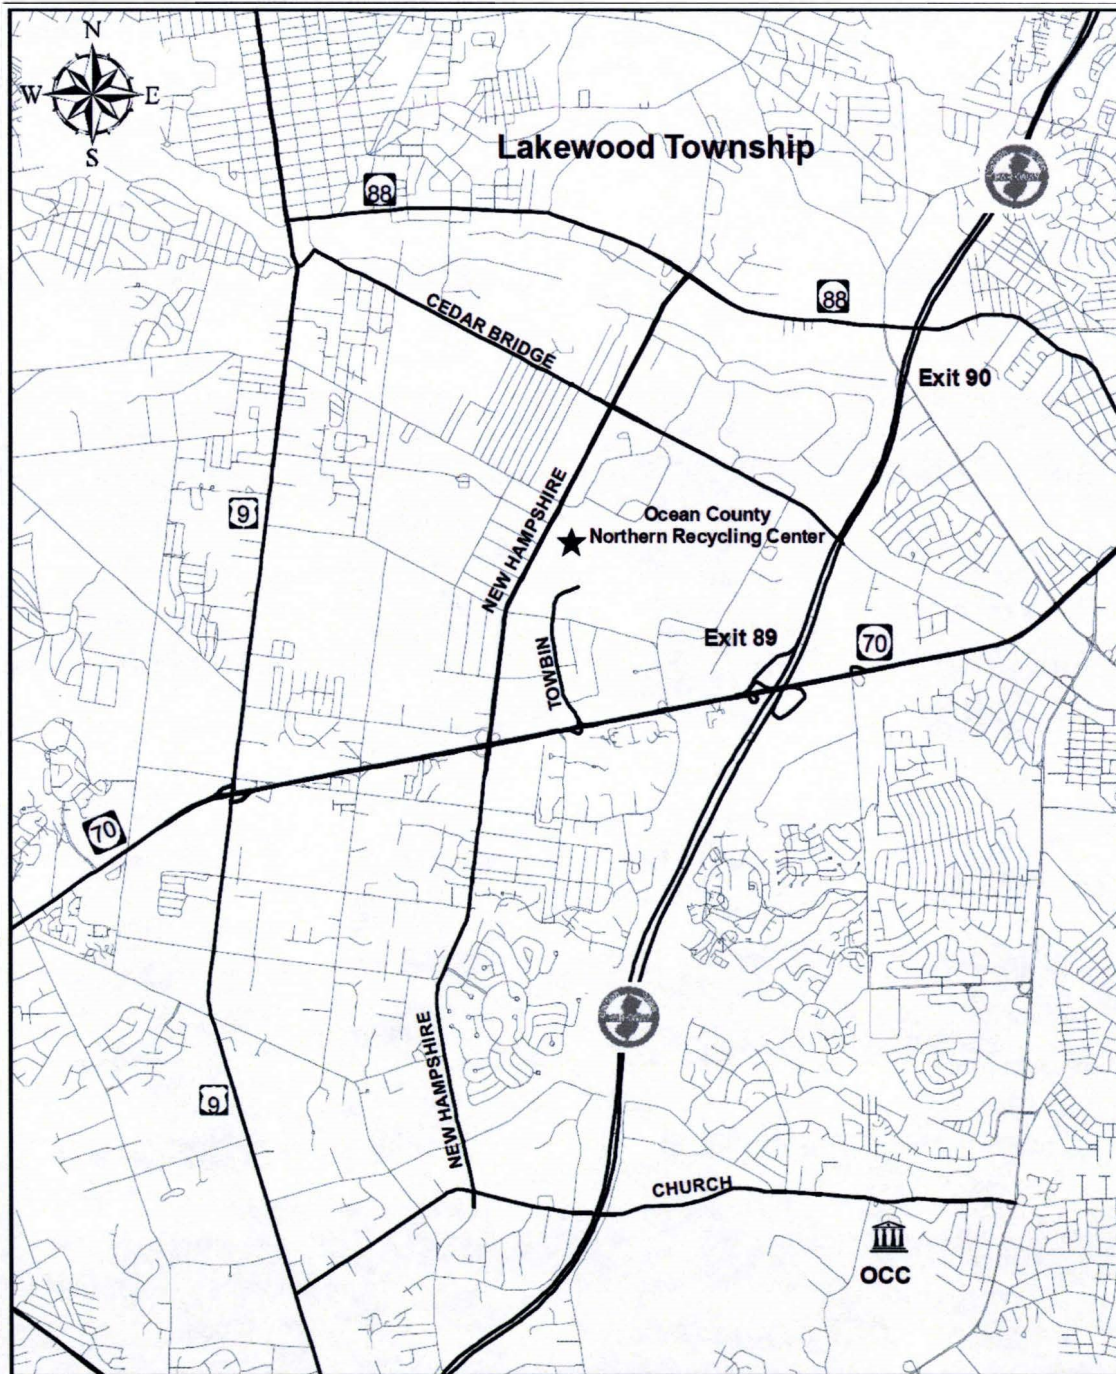 N
W E
S
Lakewood Township
88
88
CEDAR BRIDGE
Exit 90
9
NEW HAMPSHIRE
Ocean County
Northern Recycling Center
Exit 89
70
TOWBIN
70
NEW HAMPSHIRE
9
CHURCH
OCC